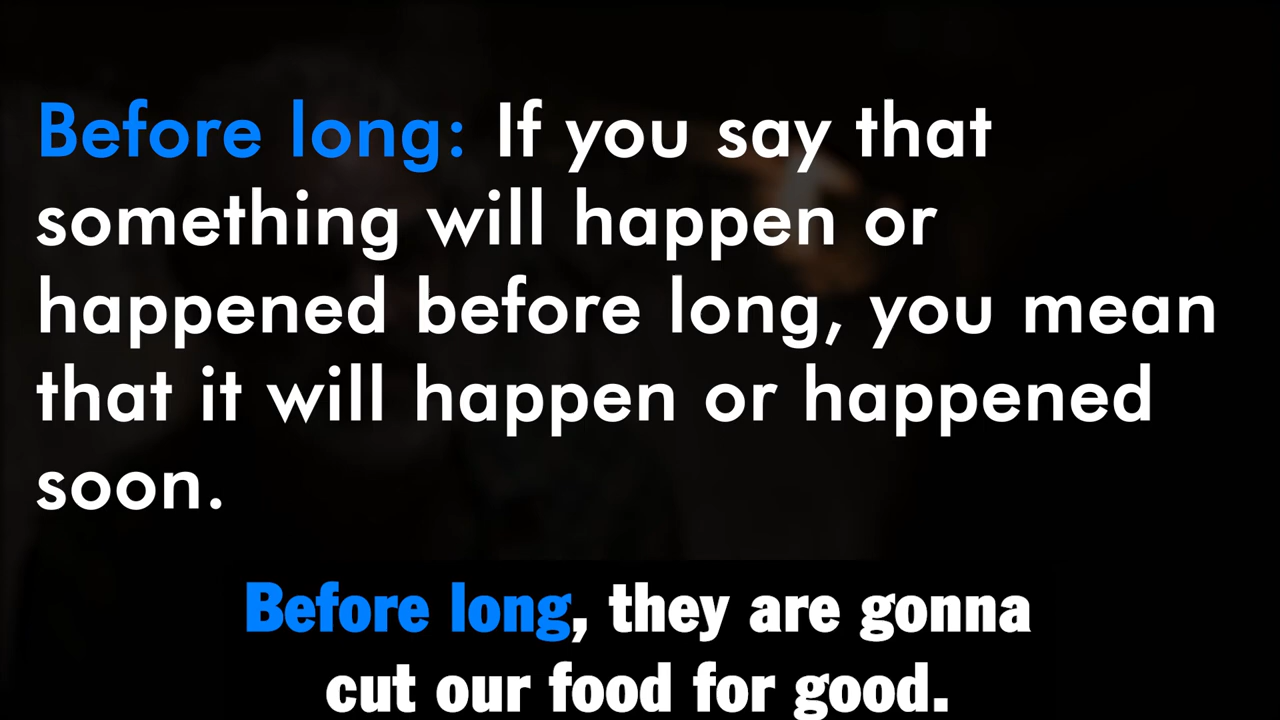 Before long: If you say that
something will happen or
happened before long, you mean
that it will happen or happened
soon.
Before long, they are gonna
cut our food for good.